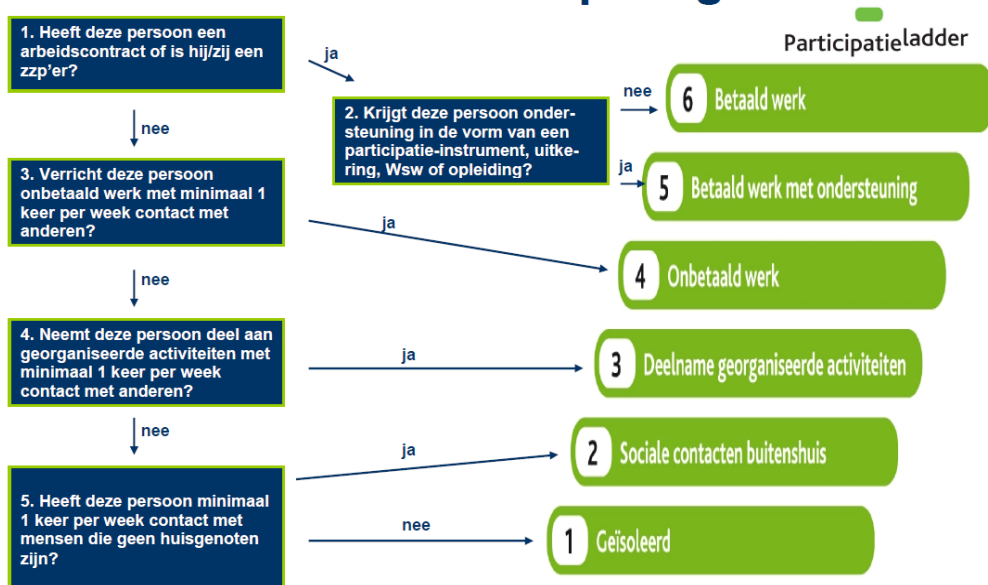 1. Heeft deze persoon een
arbeidscontract of is hij/zij een
zzp'er?
ja
Participatieladder
nee
6 Betaald werk
2. Krijgt deze persoon onder-
steuning in de vorm van een
participatie-instrument, uitke-
ring, Wsw of opleiding?
nee
ja
5 Betaald werk met ondersteuning
3. Verricht deze persoon
onbetaald werk met minimaal 1
keer per week contact met
anderen?
ja
4 Onbetaald werk
nee
4. Neemt deze persoon deel aan
georganiseerde activiteiten met
minimaal 1 keer per week
contact met anderen?
ja
3 Deelname georganiseerde activiteiten
nee
ja
2 Sociale contacten buitenshuis
5. Heeft deze persoon minimaal
1 keer per week contact met
mensen die geen huisgenoten
zijn?
nee
1 Geïsoleerd